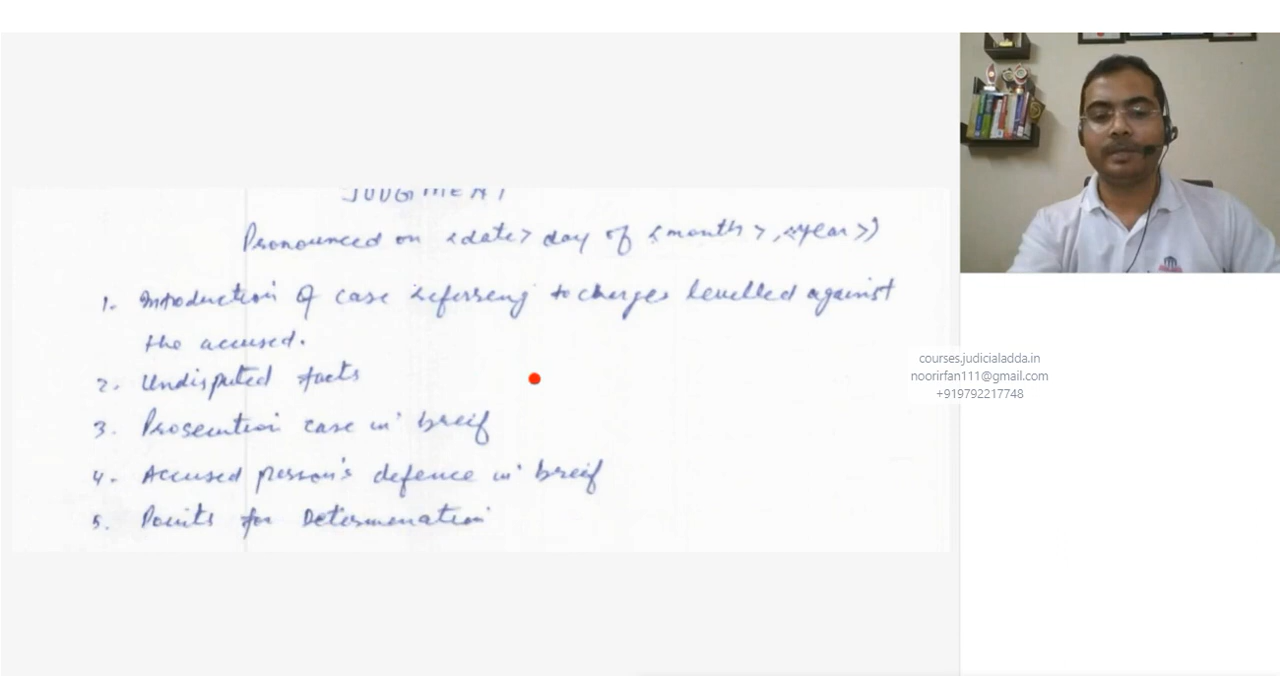 JUDGMENT
Pronounced on <date> day of <month>, <year>)
1. Introduction of case referring to charges levelled against
the accused.
2. Undisputed facts
3. Prosecution case in breif
4. Accused person's defence in breif
5. Points for Determination
courses.judicialadda.in
noorirfan111@gmail.com
+919792217748